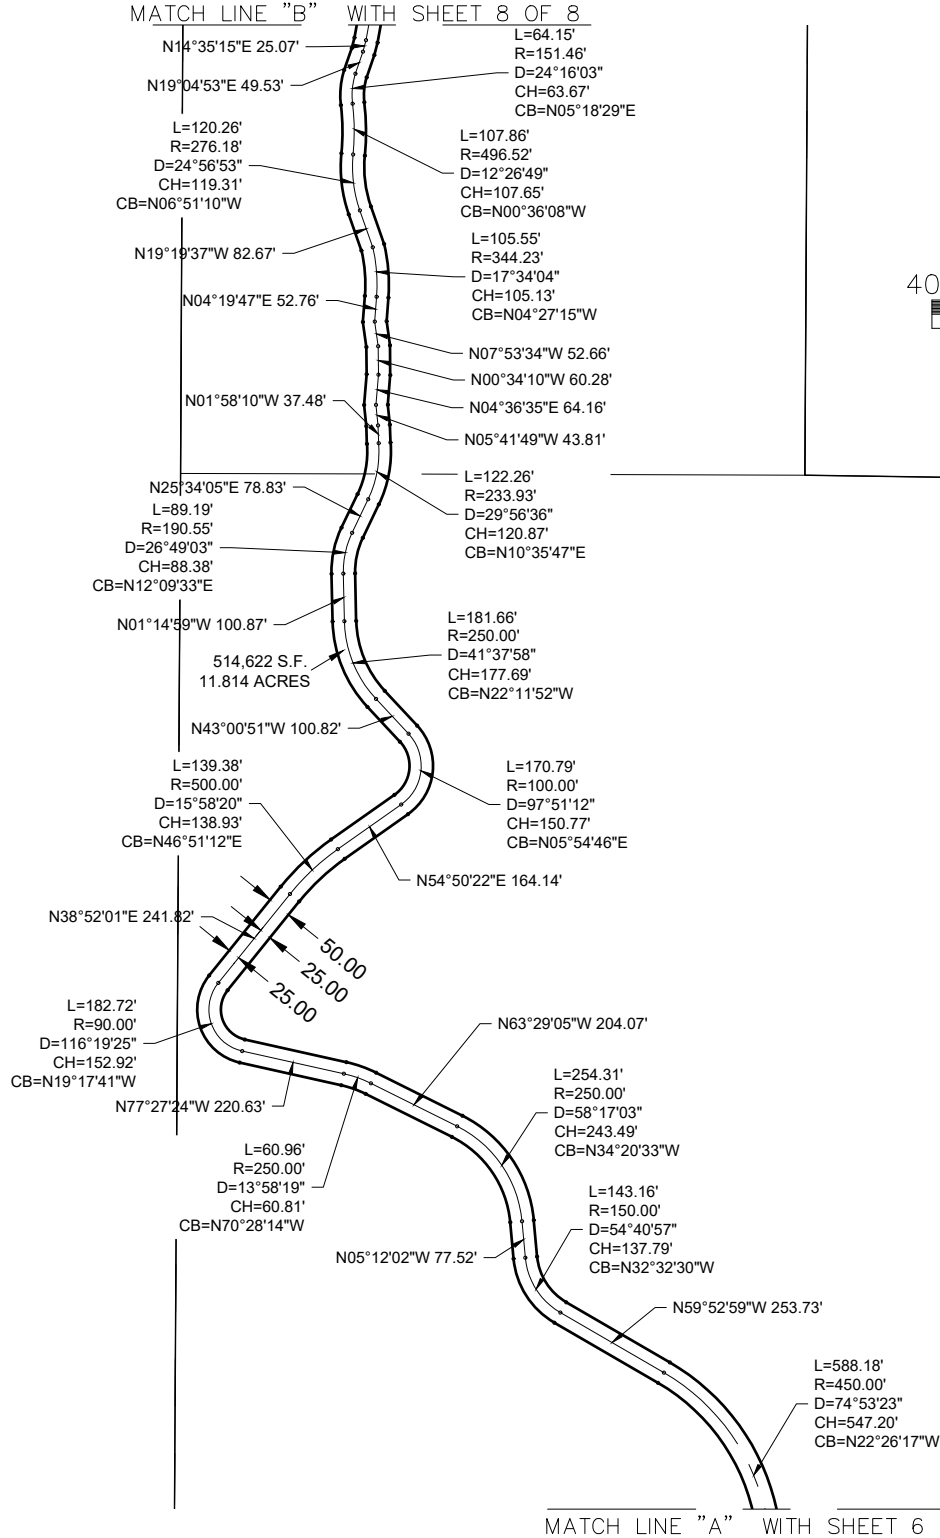 MATCH LINE "B" WITH SHEET 8 OF 8
N14°35'15"E 25.07'
N19°04'53"E 49.53'
L=64.15'
R=151.46'
D=24°16'03"
CH=63.67'
CB=N05°18'29"E
L=120.26'
R=276.18'
D=24°56'53"
CH=119.31'
CB=N06°51'10"W
L=107.86'
R=496.52'
D=12°26'49"
CH=107.65'
CB=N00°36'08"W
N19°19'37"W 82.67'
L=105.55'
R=344.23'
D=17°34'04"
CH=105.13'
CB=N04°27'15"W
40
N04°19'47"E 52.76'
N07°53'34"W 52.66'
N00°34'10"W 60.28'
N01°58'10"W 37.48'
N04°36'35"E 64.16'
N05°41'49"W 43.81'
N25°34'05"E 78.83'
L=122.26'
R=233.93'
D=29°56'36"
CH=120.87'
CB=N10°35'47"E
L=89.19'
R=190.55'
D=26°49'03"
CH=88.38'
CB=N12°09'33"E
N01°14'59"W 100.87'
L=181.66'
R=250.00'
D=41°37'58"
CH=177.69'
CB=N22°11'52"W
514,622 S.F.
11.814 ACRES
N43°00'51"W 100.82'
L=139.38'
R=500.00'
D=15°58'20"
CH=138.93'
CB=N46°51'12"E
L=170.79'
R=100.00'
D=97°51'12"
CH=150.77'
CB=N05°54'46"E
N54°50'22"E 164.14'
N38°52'01"E 241.82'
50.00
25.00
25.00
L=182.72'
R=90.00'
D=116°19'25"
CH=152.92'
CB=N19°17'41"W
N63°29'05"W 204.07'
N77°27'24"W 220.63'
L=254.31'
R=250.00'
D=58°17'03"
CH=243.49'
CB=N34°20'33"W
L=60.96'
R=250.00'
D=13°58'19"
CH=60.81'
CB=N70°28'14"W
L=143.16'
R=150.00'
D=54°40'57"
CH=137.79'
CB=N32°32'30"W
N05°12'02"W 77.52'
N59°52'59"W 253.73'
L=588.18'
R=450.00'
D=74°53'23"
CH=547.20'
CB=N22°26'17"W
MATCH LINE "A" WITH SHEET 6